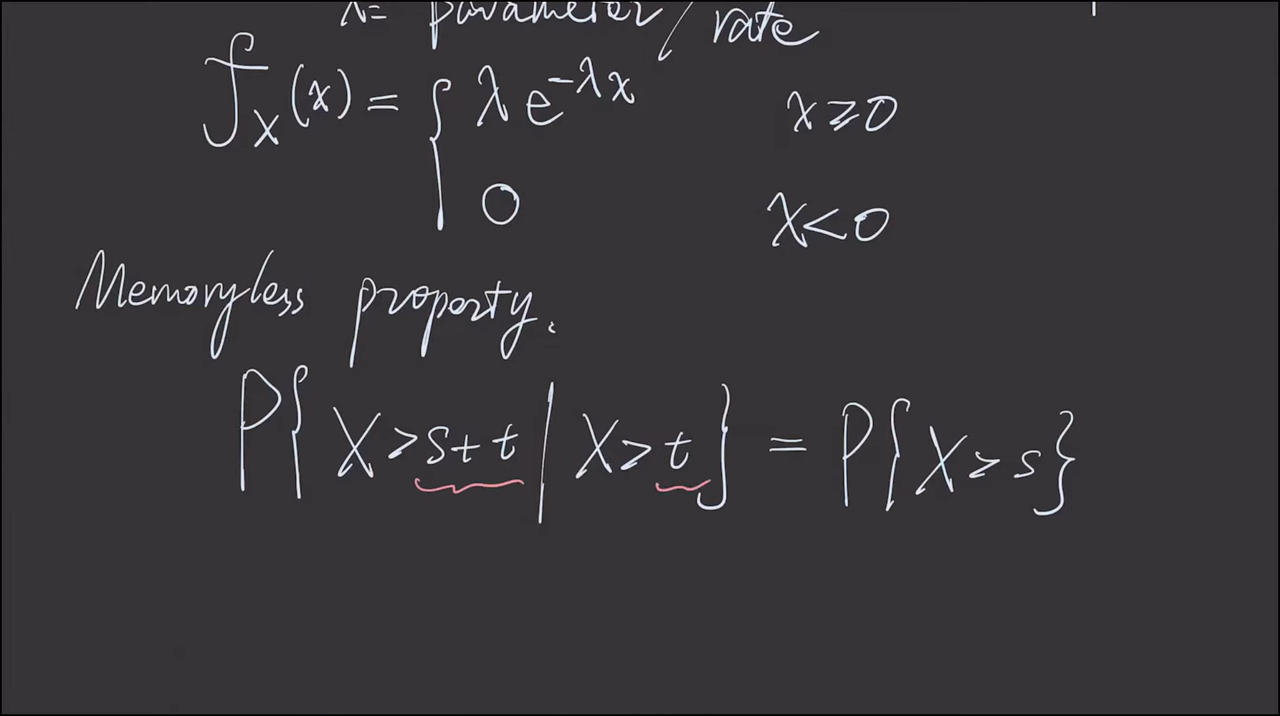 λ= parameter/rate
f_X(x) = { λe^{-λx} x≥0
0 x<0
Memoryless property.
P{X>s+t | X>t} = P{X>s}